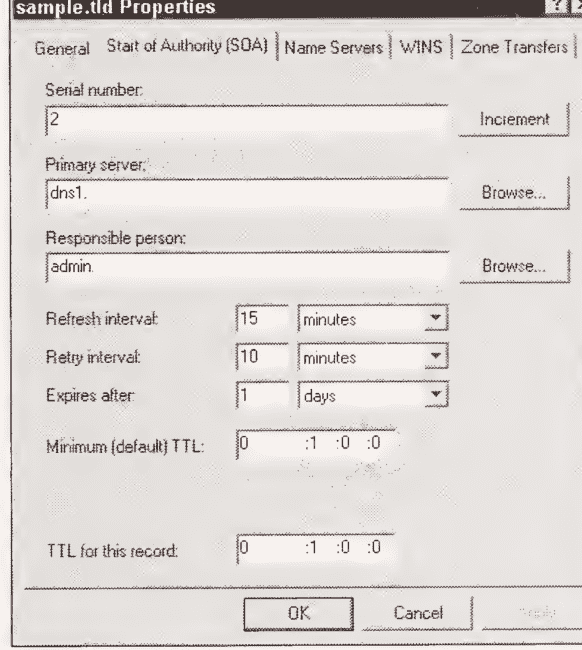 sample.tld Properties
General Start of Authority (SOA) Name Servers WINS Zone Transfers
Serial number:
2 Increment
Primary server:
dns1. Browse...
Responsible person:
admin. Browse...
Refresh interval: 15 minutes
Retry interval: 10 minutes
Expires after: 1 days
Minimum (default) TTL: 0 :1 :0 :0
TTL for this record: 0 :1 :0 :0
OK Cancel Apply